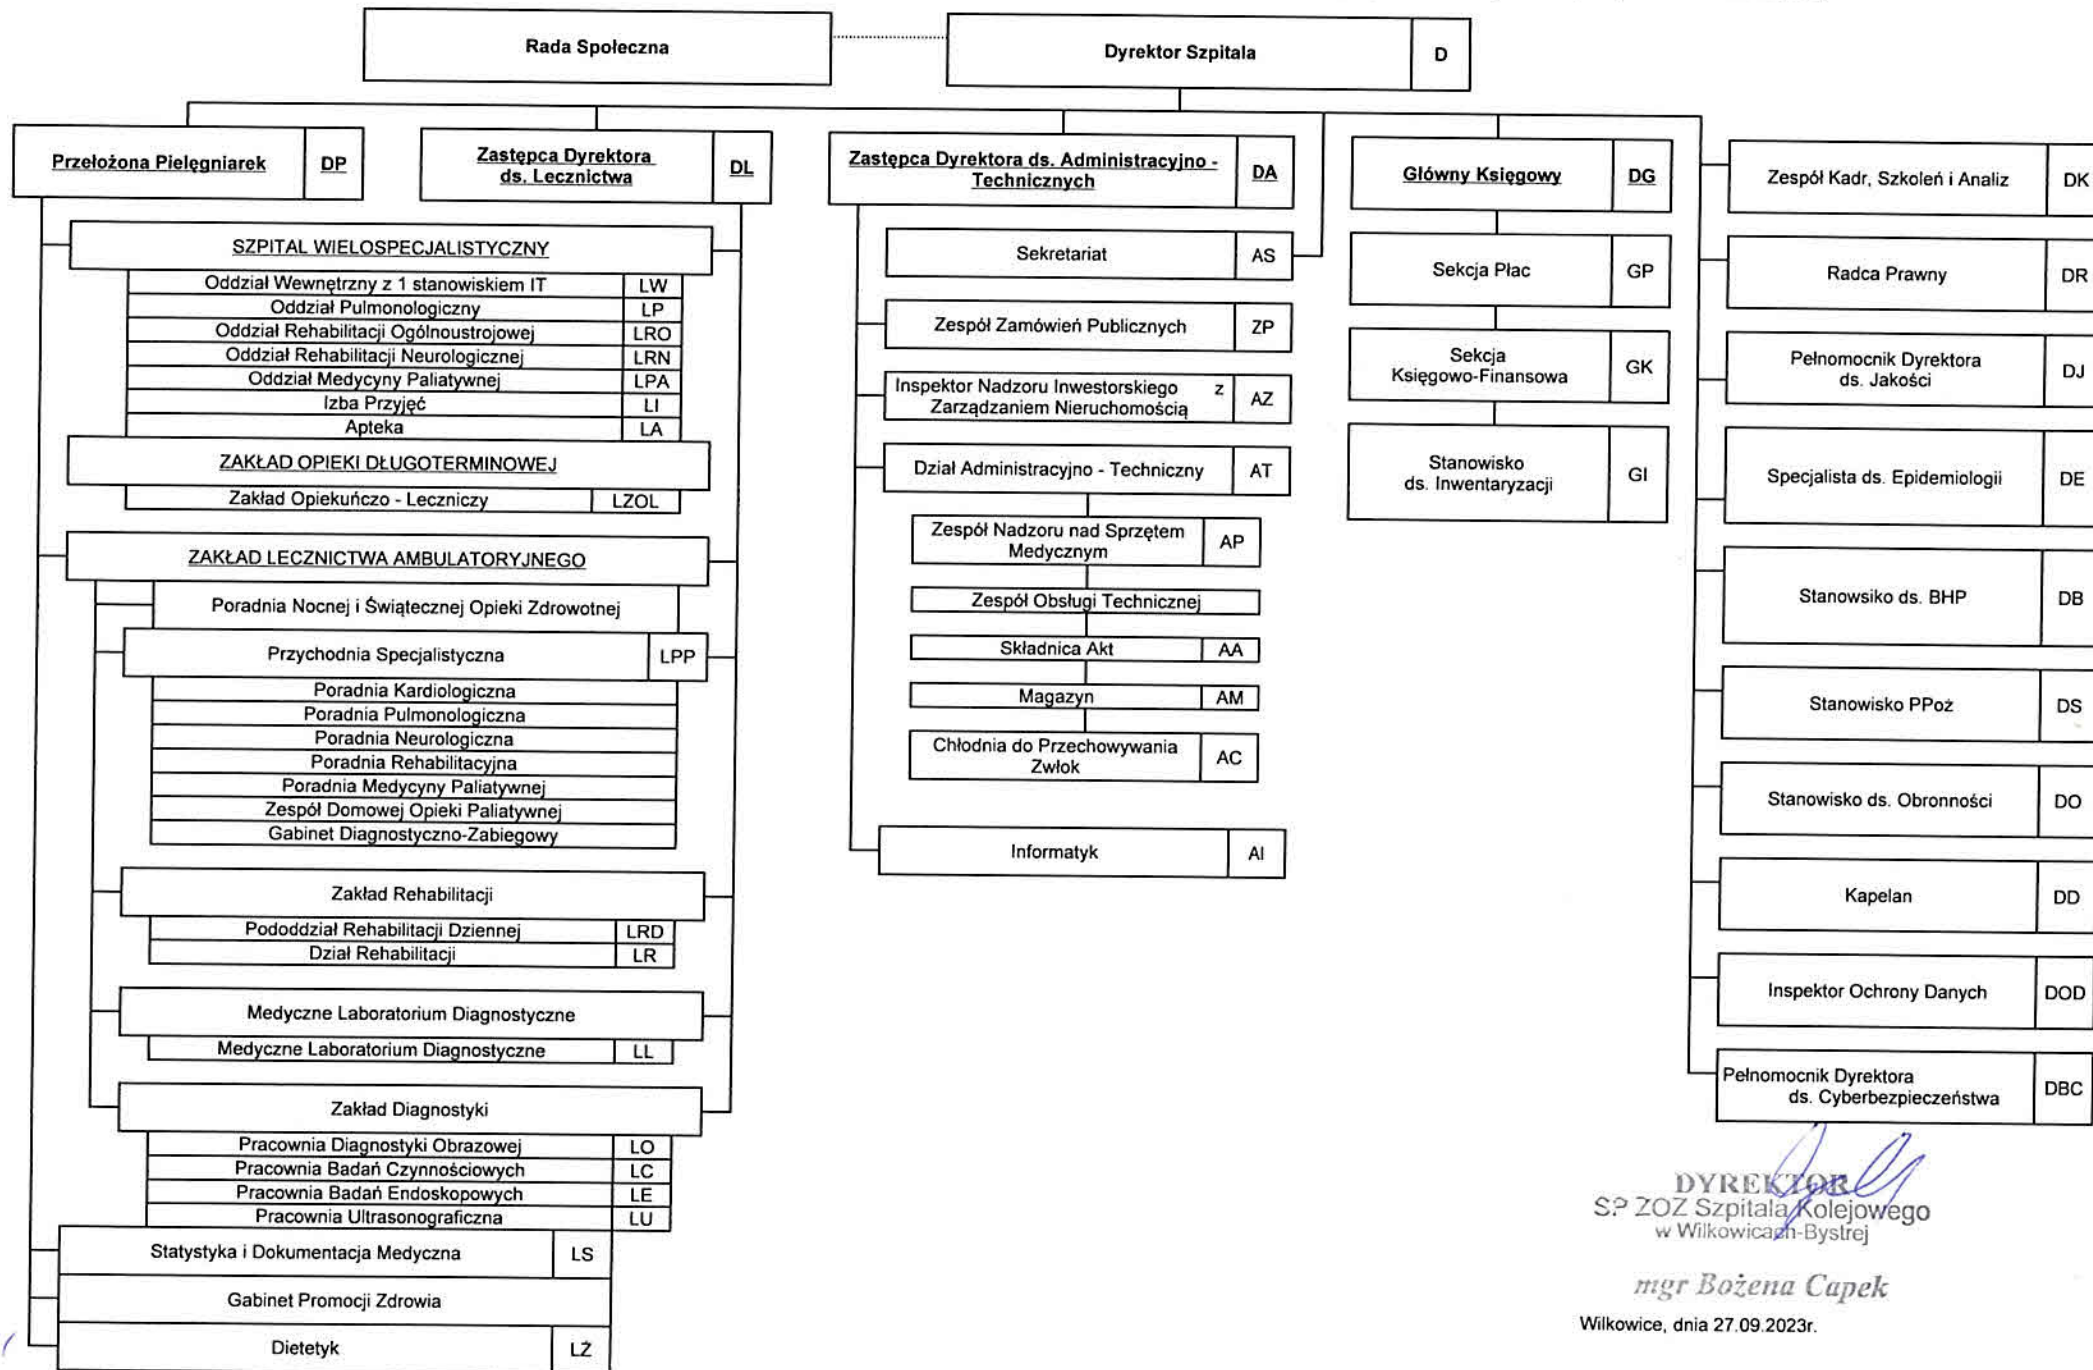 Rada Społeczna
Dyrektor Szpitala
D
Przełożona Pielęgniarek
DP
Zastępca Dyrektora
ds. Lecznictwa
DL
Zastępca Dyrektora ds. Administracyjno -
Technicznych
DA
Główny Księgowy
DG
SZPITAL WIELOSPECJALISTYCZNY
Oddział Wewnętrzny z 1 stanowiskiem IT LW
Oddział Pulmonologiczny LP
Oddział Rehabilitacji Ogólnoustrojowej LRO
Oddział Rehabilitacji Neurologicznej LRN
Oddział Medycyny Paliatywnej LPA
Izba Przyjęć LI
Apteka LA
ZAKŁAD OPIEKI DŁUGOTERMINOWEJ
Zakład Opiekuńczo - Leczniczy LZOL
ZAKŁAD LECZNICTWA AMBULATORYJNEGO
Poradnia Nocnej i Świątecznej Opieki Zdrowotnej
Przychodnia Specjalistyczna LPP
Poradnia Kardiologiczna
Poradnia Pulmonologiczna
Poradnia Neurologiczna
Poradnia Rehabilitacyjna
Poradnia Medycyny Paliatywnej
Zespół Domowej Opieki Paliatywnej
Gabinet Diagnostyczno-Zabiegowy
Zakład Rehabilitacji
Pododdział Rehabilitacji Dziennej LRD
Dział Rehabilitacji LR
Medyczne Laboratorium Diagnostyczne
Medyczne Laboratorium Diagnostyczne LL
Zakład Diagnostyki
Pracownia Diagnostyki Obrazowej LO
Pracownia Badań Czynnościowych LC
Pracownia Badań Endoskopowych LE
Pracownia Ultrasonograficzna LU
Statystyka i Dokumentacja Medyczna LS
Gabinet Promocji Zdrowia
Dietetyk LŻ
Sekretariat AS
Zespół Zamówień Publicznych ZP
Inspektor Nadzoru Inwestorskiego z
Zarządzaniem Nieruchomością
AZ
Dział Administracyjno - Techniczny AT
Zespół Nadzoru nad Sprzętem
Medycznym
AP
Zespół Obsługi Technicznej
Składnica Akt AA
Magazyn AM
Chłodnia do Przechowywania
Zwłok
AC
Informatyk AI
Sekcja Płac GP
Sekcja
Księgowo-Finansowa
GK
Stanowisko
ds. Inwentaryzacji
GI
Zespół Kadr, Szkoleń i Analiz DK
Radca Prawny DR
Pełnomocnik Dyrektora
ds. Jakości
DJ
Specjalista ds. Epidemiologii DE
Stanowsiko ds. BHP DB
Stanowisko PPoż DS
Stanowisko ds. Obronności DO
Kapelan DD
Inspektor Ochrony Danych DOD
Pełnomocnik Dyrektora
ds. Cyberbezpieczeństwa
DBC
DYREKTOR
SP ZOZ Szpitala Kolejowego
w Wilkowicach-Bystrej
mgr Bożena Capek
Wilkowice, dnia 27.09.2023r.